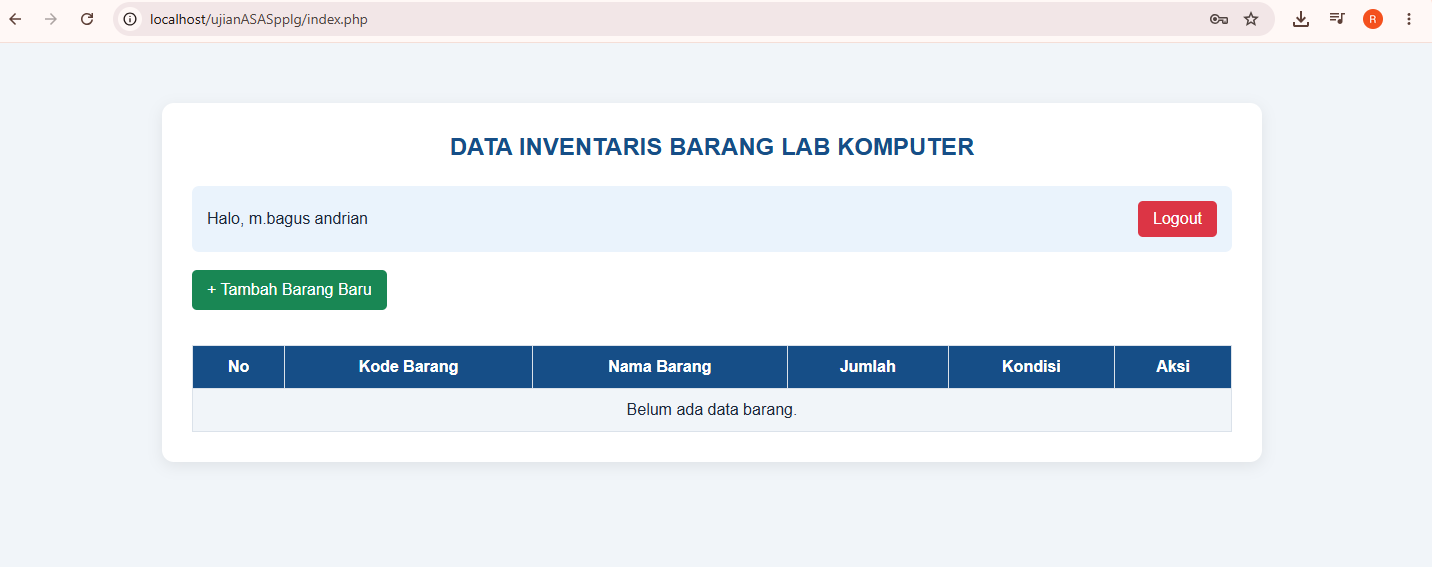 localhost/ujianASASpplg/index.php
R
DATA INVENTARIS BARANG LAB KOMPUTER
Halo, m.bagus andrian
Logout
+ Tambah Barang Baru
No Kode Barang Nama Barang Jumlah Kondisi Aksi
Belum ada data barang.